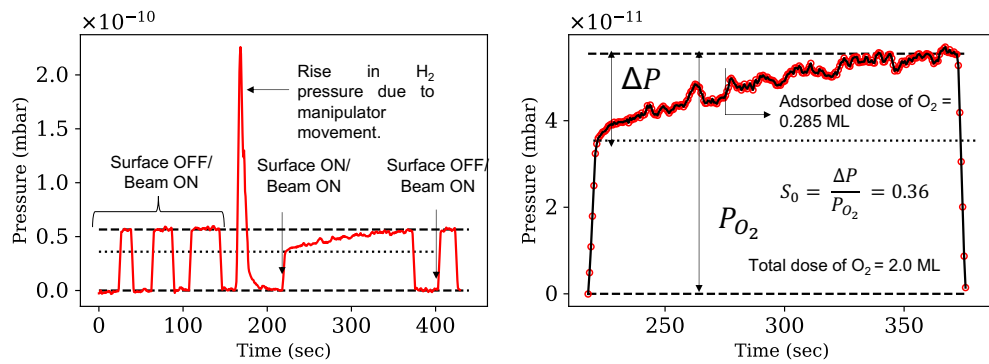 ×10⁻¹⁰
Pressure (mbar)
2.0
1.5
1.0
0.5
0.0
0
100
200
300
400
Time (sec)
Rise in H₂
pressure due to
manipulator
movement.
Surface OFF/
Beam ON
Surface ON/
Beam ON
Surface OFF/
Beam ON
×10⁻¹¹
Pressure (mbar)
6
4
2
0
250
300
350
Time (sec)
ΔP
Adsorbed dose of O₂ =
0.285 ML
S₀ = ΔP / P_O₂ = 0.36
P_O₂
Total dose of O₂ = 2.0 ML